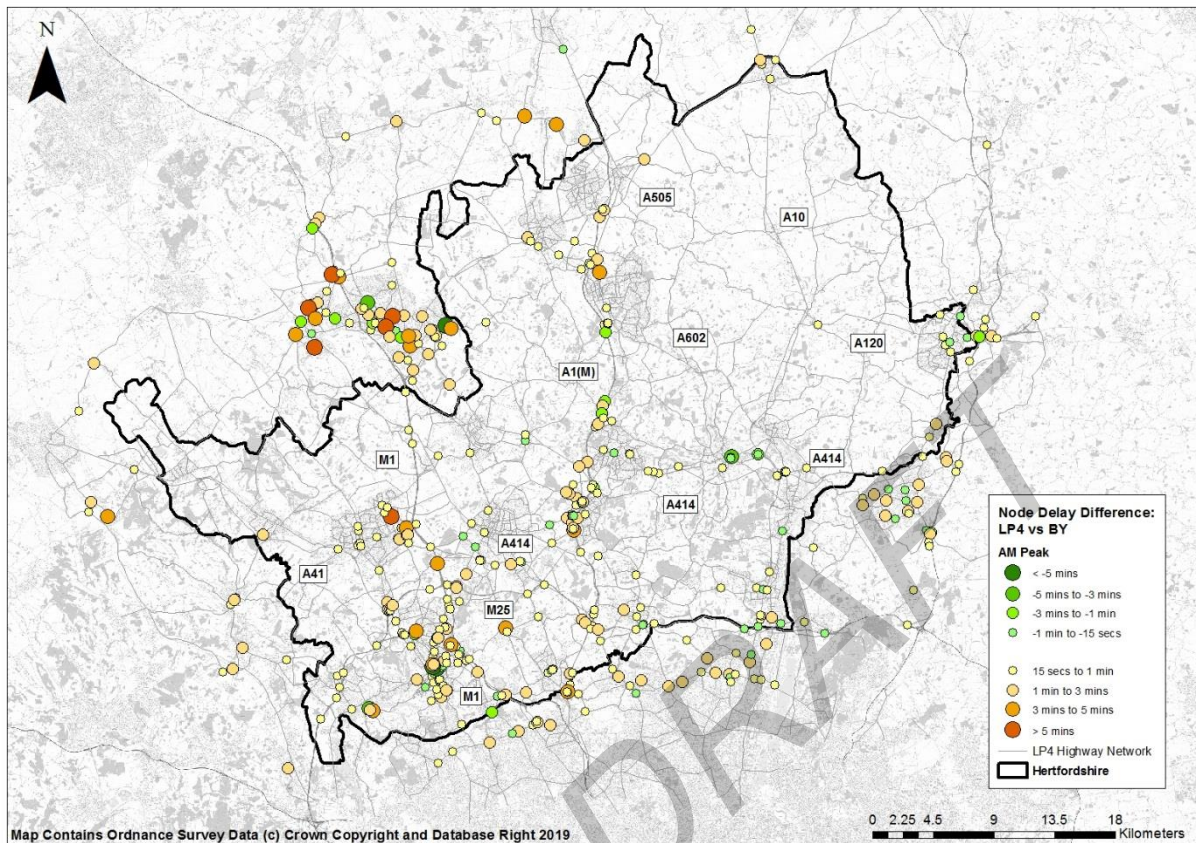 N
A505
A10
A602
A120
A1(M)
M1
A414
A414
A414
A41
M25
M1
Node Delay Difference:
LP4 vs BY
AM Peak
< -5 mins
-5 mins to -3 mins
-3 mins to -1 min
-1 min to -15 secs
15 secs to 1 min
1 min to 3 mins
3 mins to 5 mins
> 5 mins
LP4 Highway Network
Hertfordshire
DRAFT
Map Contains Ordnance Survey Data (c) Crown Copyright and Database Right 2019
0 2.25 4.5 9 13.5 18
Kilometers